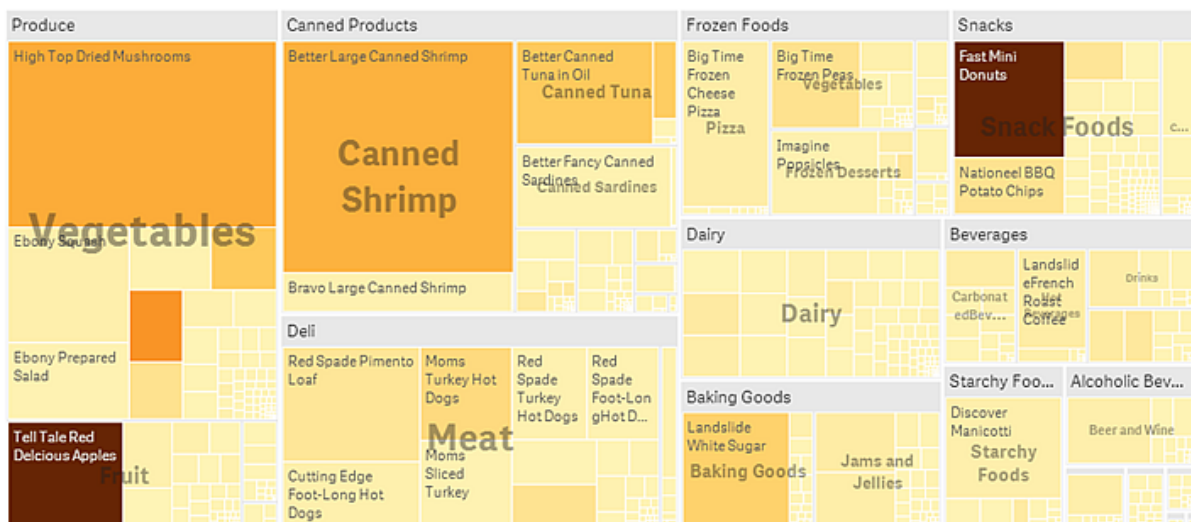 Produce
High Top Dried Mushrooms
Vegetables
Ebony Squash
Ebony Prepared
Salad
Tell Tale Red
Delcious Apples
Fruit
Canned Products
Better Large Canned Shrimp
Canned
Shrimp
Bravo Large Canned Shrimp
Better Canned
Tuna in Oil
Canned Tuna
Better Fancy Canned
Sardines
Canned Sardines
Deli
Red Spade Pimento
Loaf
Cutting Edge
Foot-Long Hot
Dogs
Moms
Turkey Hot
Dogs
Meat
Moms
Sliced
Turkey
Red
Spade
Turkey
Hot Dogs
Red
Spade
Foot-Lon
gHot D...
Frozen Foods
Big Time
Frozen
Cheese
Pizza
Pizza
Big Time
Frozen Peas
Vegetables
Imagine
Popsicles
Frozen Desserts
Dairy
Dairy
Baking Goods
Landslide
White Sugar
Baking Goods
Jams and
Jellies
Snacks
Fast Mini
Donuts
Snack Foods
C...
Nationeel BBQ
Potato Chips
Beverages
Carbonat
edBev...
Landslid
eFrench
Roast
Coffee
Hot
Beverages
Drinks
Starchy Foo...
Discover
Manicotti
Starchy
Foods
Alcoholic Bev...
Beer and Wine